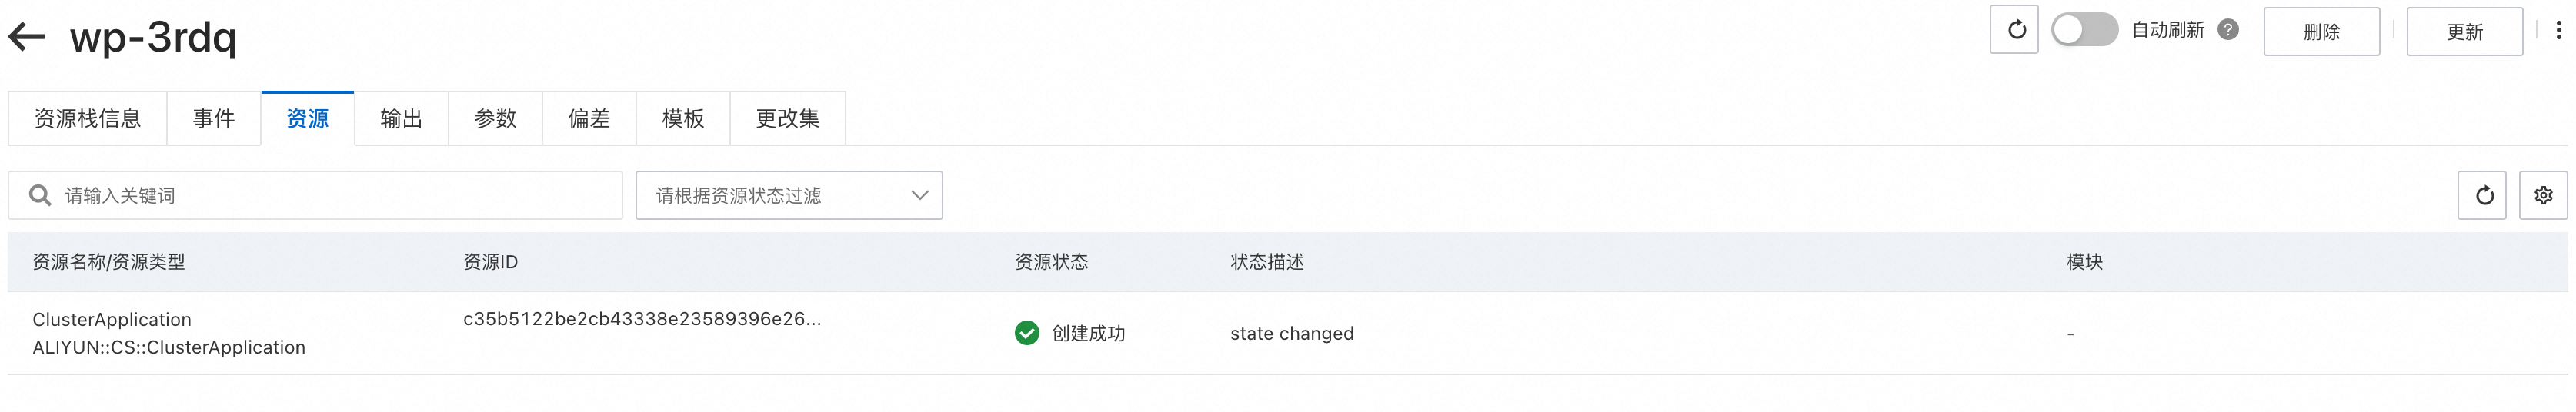 wp-3rdq
自动刷新
删除
更新
资源栈信息 事件 资源 输出 参数 偏差 模板 更改集
请输入关键词 请根据资源状态过滤
资源名称/资源类型 资源ID 资源状态 状态描述 模块
ClusterApplication c35b5122be2cb43338e23589396e26... 创建成功 state changed -
ALIYUN::CS::ClusterApplication